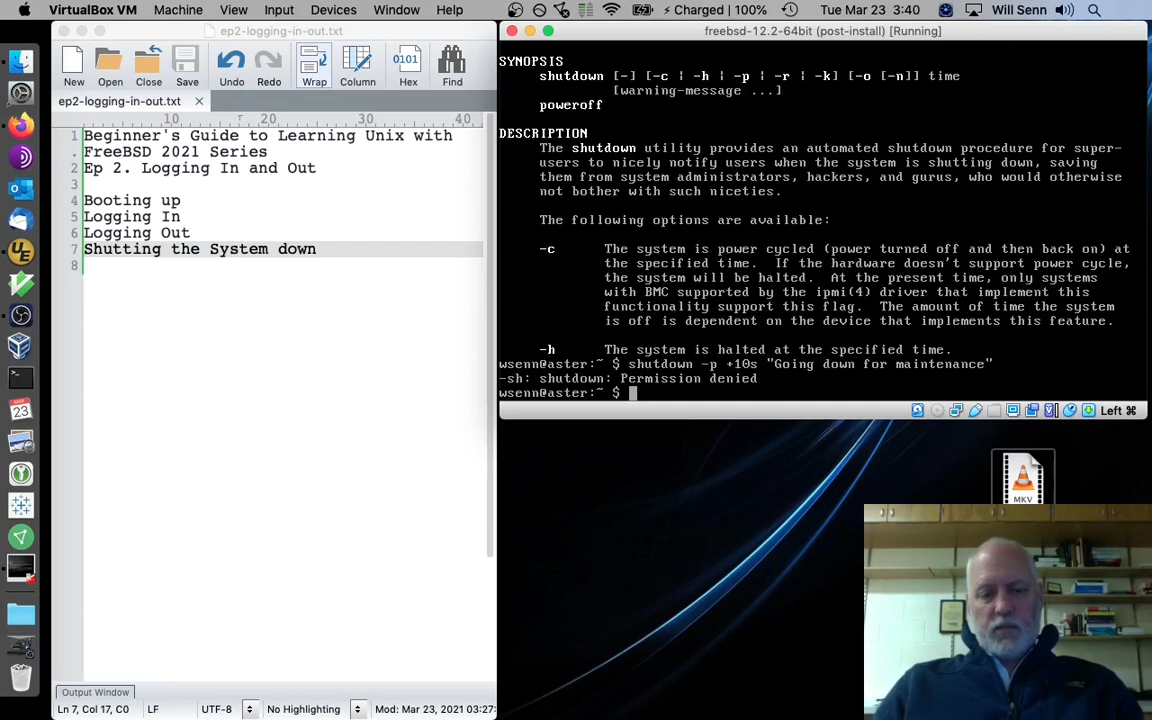 VirtualBox VM Machine View Input Devices Window Help
Charged | 100% Tue Mar 23 3:40 Will Senn
ep2-logging-in-out.txt
New Open Close Save Undo Redo Wrap Column Hex Find
0101
ep2-logging-in-out.txt
10 20 30 40
1 Beginner's Guide to Learning Unix with
. FreeBSD 2021 Series
2 Ep 2. Logging In and Out
3
4 Booting up
5 Logging In
6 Logging Out
7 Shutting the System down
8
Output Window
Ln 7, Col 17, C0 LF UTF-8 No Highlighting Mod: Mar 23, 2021 03:27:
freebsd-12.2-64bit (post-install) [Running]
SYNOPSIS
shutdown [-] [-c | -h | -p | -r | -k] [-o [-n]] time
[warning-message ...]
poweroff
DESCRIPTION
The shutdown utility provides an automated shutdown procedure for super-
users to nicely notify users when the system is shutting down, saving
them from system administrators, hackers, and gurus, who would otherwise
not bother with such niceties.
The following options are available:
-c The system is power cycled (power turned off and then back on) at
the specified time. If the hardware doesn't support power cycle,
the system will be halted. At the present time, only systems
with BMC supported by the ipmi(4) driver that implement this
functionality support this flag. The amount of time the system
is off is dependent on the device that implements this feature.
-h The system is halted at the specified time.
wsenn@aster:~ $ shutdown -p +10s "Going down for maintenance"
-sh: shutdown: Permission denied
wsenn@aster:~ $
Left ⌘
MKV
MAR
23